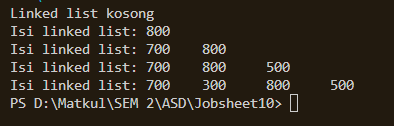 Linked list kosong
Isi linked list: 800
Isi linked list: 700    800
Isi linked list: 700    800    500
Isi linked list: 700    300    800    500
PS D:\Matkul\SEM 2\ASD\Jobsheet10>